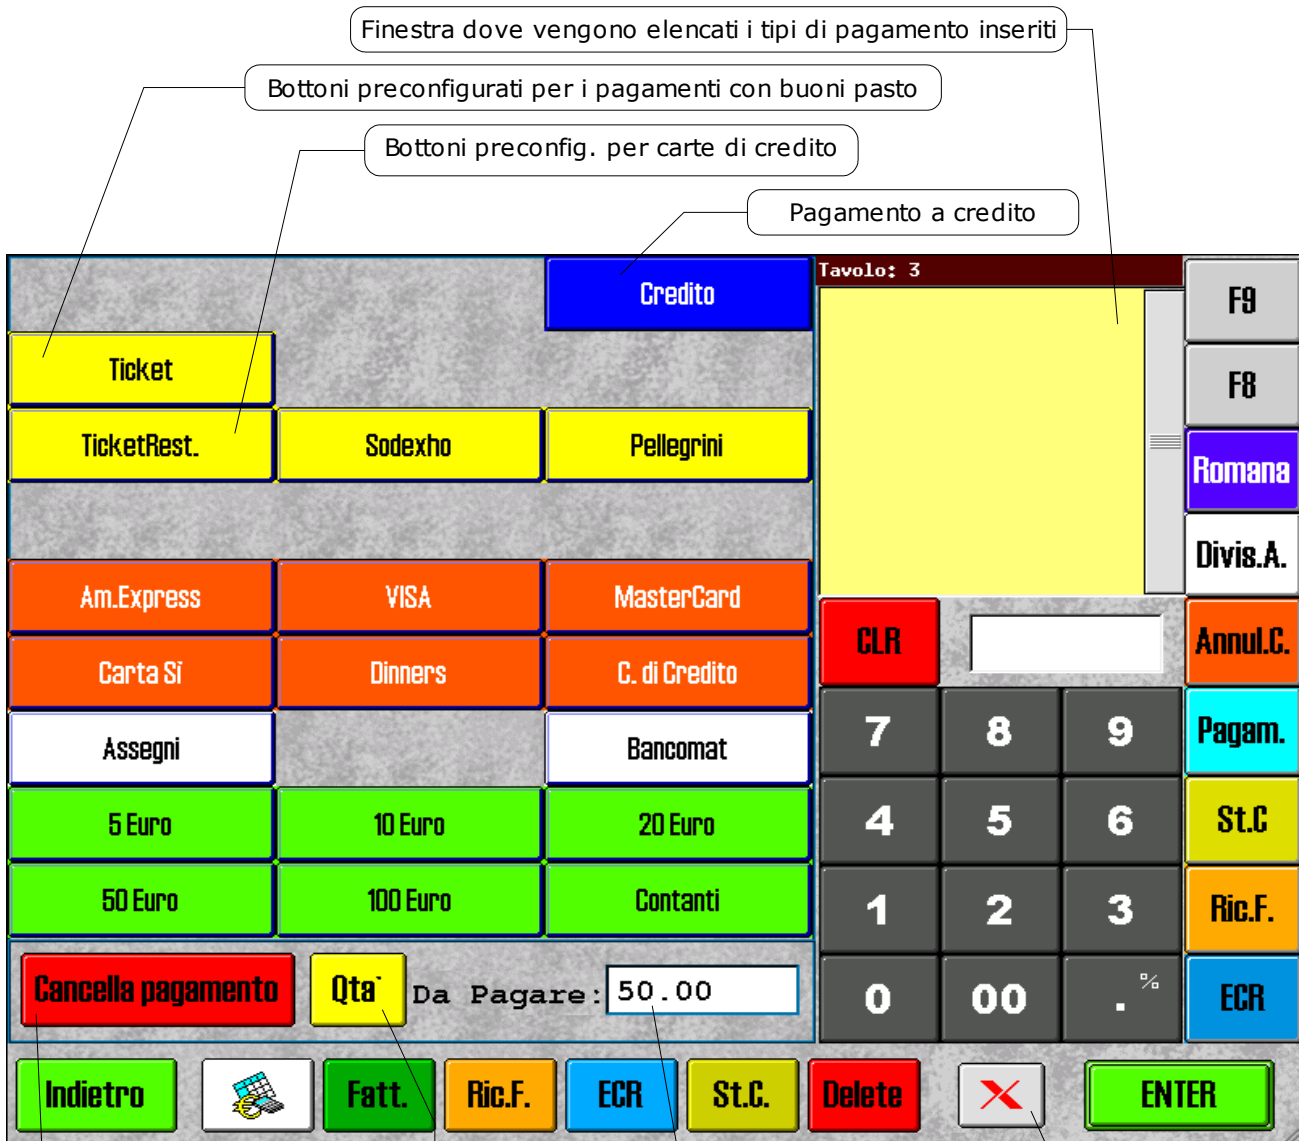 Finestra dove vengono elencati i tipi di pagamento inseriti
Bottoni preconfigurati per i pagamenti con buoni pasto
Bottoni preconfig. per carte di credito
Pagamento a credito
Credito
Tavolo: 3
F9
Ticket
F8
TicketRest. Sodexho Pellegrini
Romana
Divis.A.
Am.Express VISA MasterCard
CLR
Annul.C.
Carta Sí Dinners C. di Credito
Assegni Bancomat
7 8 9
Pagam.
5 Euro 10 Euro 20 Euro
4 5 6
St.C
50 Euro 100 Euro Contanti
1 2 3
Ric.F.
Cancella pagamento Qta` Da Pagare: 50.00
0 00 . %
ECR
Indietro Fatt. Ric.F. ECR St.C. Delete ENTER